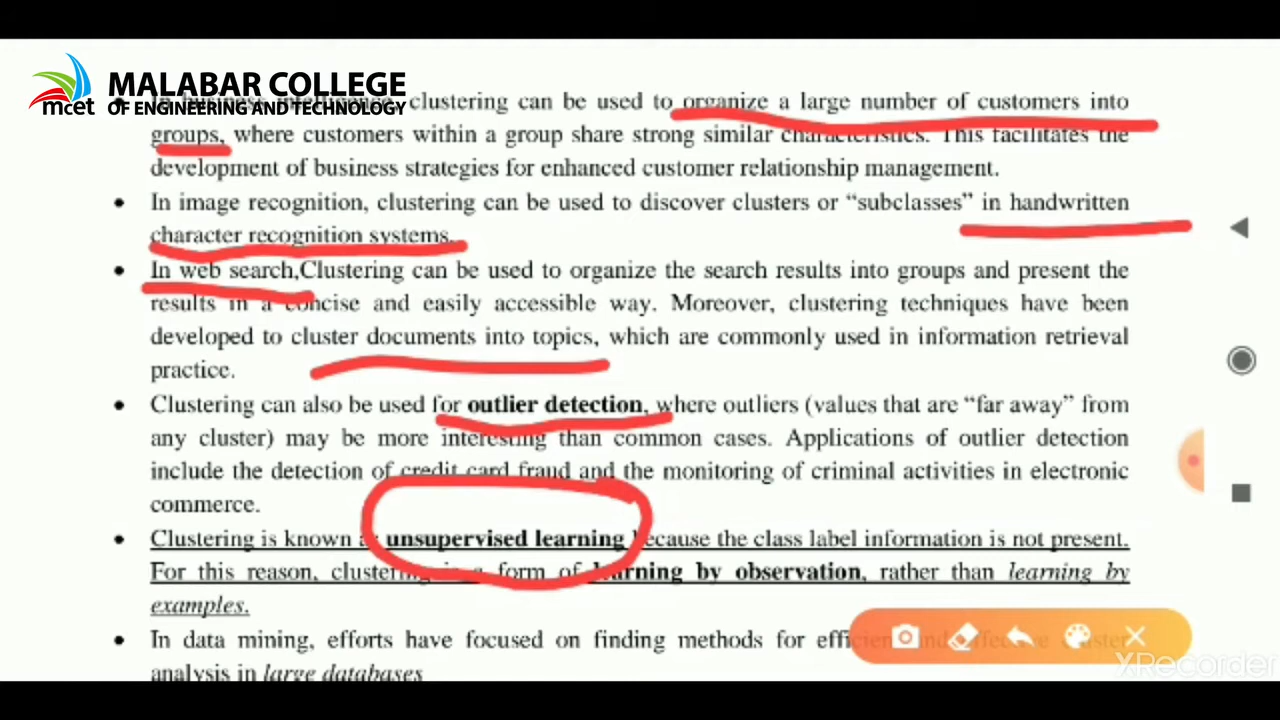 MALABAR COLLEGE
mcet OF ENGINEERING AND TECHNOLOGY
• In business intelligence, clustering can be used to organize a large number of customers into
groups, where customers within a group share strong similar characteristics. This facilitates the
development of business strategies for enhanced customer relationship management.
• In image recognition, clustering can be used to discover clusters or “subclasses” in handwritten
character recognition systems.
• In web search,Clustering can be used to organize the search results into groups and present the
results in a concise and easily accessible way. Moreover, clustering techniques have been
developed to cluster documents into topics, which are commonly used in information retrieval
practice.
• Clustering can also be used for outlier detection, where outliers (values that are “far away” from
any cluster) may be more interesting than common cases. Applications of outlier detection
include the detection of credit card fraud and the monitoring of criminal activities in electronic
commerce.
• Clustering is known as unsupervised learning because the class label information is not present.
For this reason, clustering is a form of learning by observation, rather than learning by
examples.
• In data mining, efforts have focused on finding methods for efficient and effective cluster
analysis in large databases
XRecorder